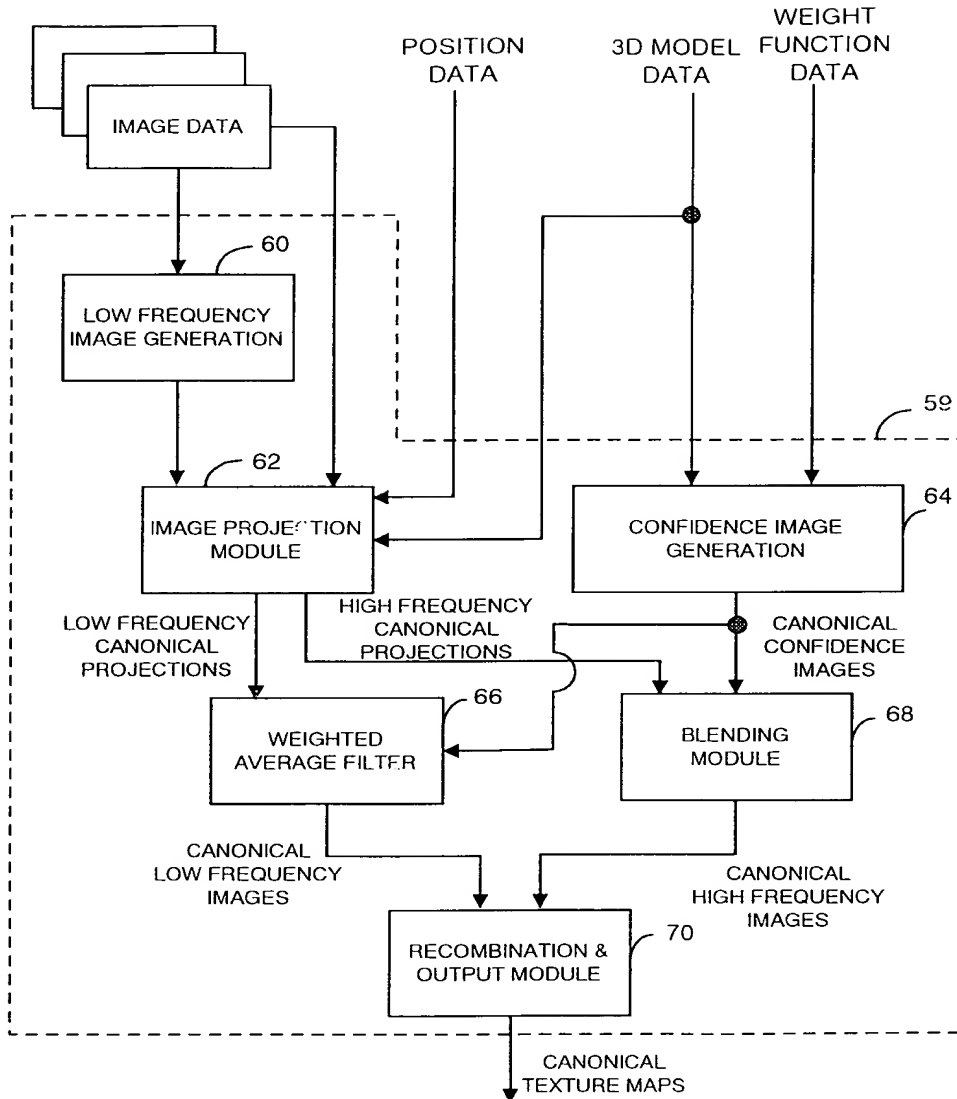 WEIGHT
FUNCTION
DATA
POSITION
DATA
3D MODEL
DATA
IMAGE DATA
60
LOW FREQUENCY
IMAGE GENERATION
59
62
IMAGE PROJECTION
MODULE
64
CONFIDENCE IMAGE
GENERATION
LOW FREQUENCY
CANONICAL
PROJECTIONS
HIGH FREQUENCY
CANONICAL
PROJECTIONS
CANONICAL
CONFIDENCE
IMAGES
66
WEIGHTED
AVERAGE FILTER
68
BLENDING
MODULE
CANONICAL
LOW FREQUENCY
IMAGES
CANONICAL
HIGH FREQUENCY
IMAGES
70
RECOMBINATION &
OUTPUT MODULE
CANONICAL
TEXTURE MAPS